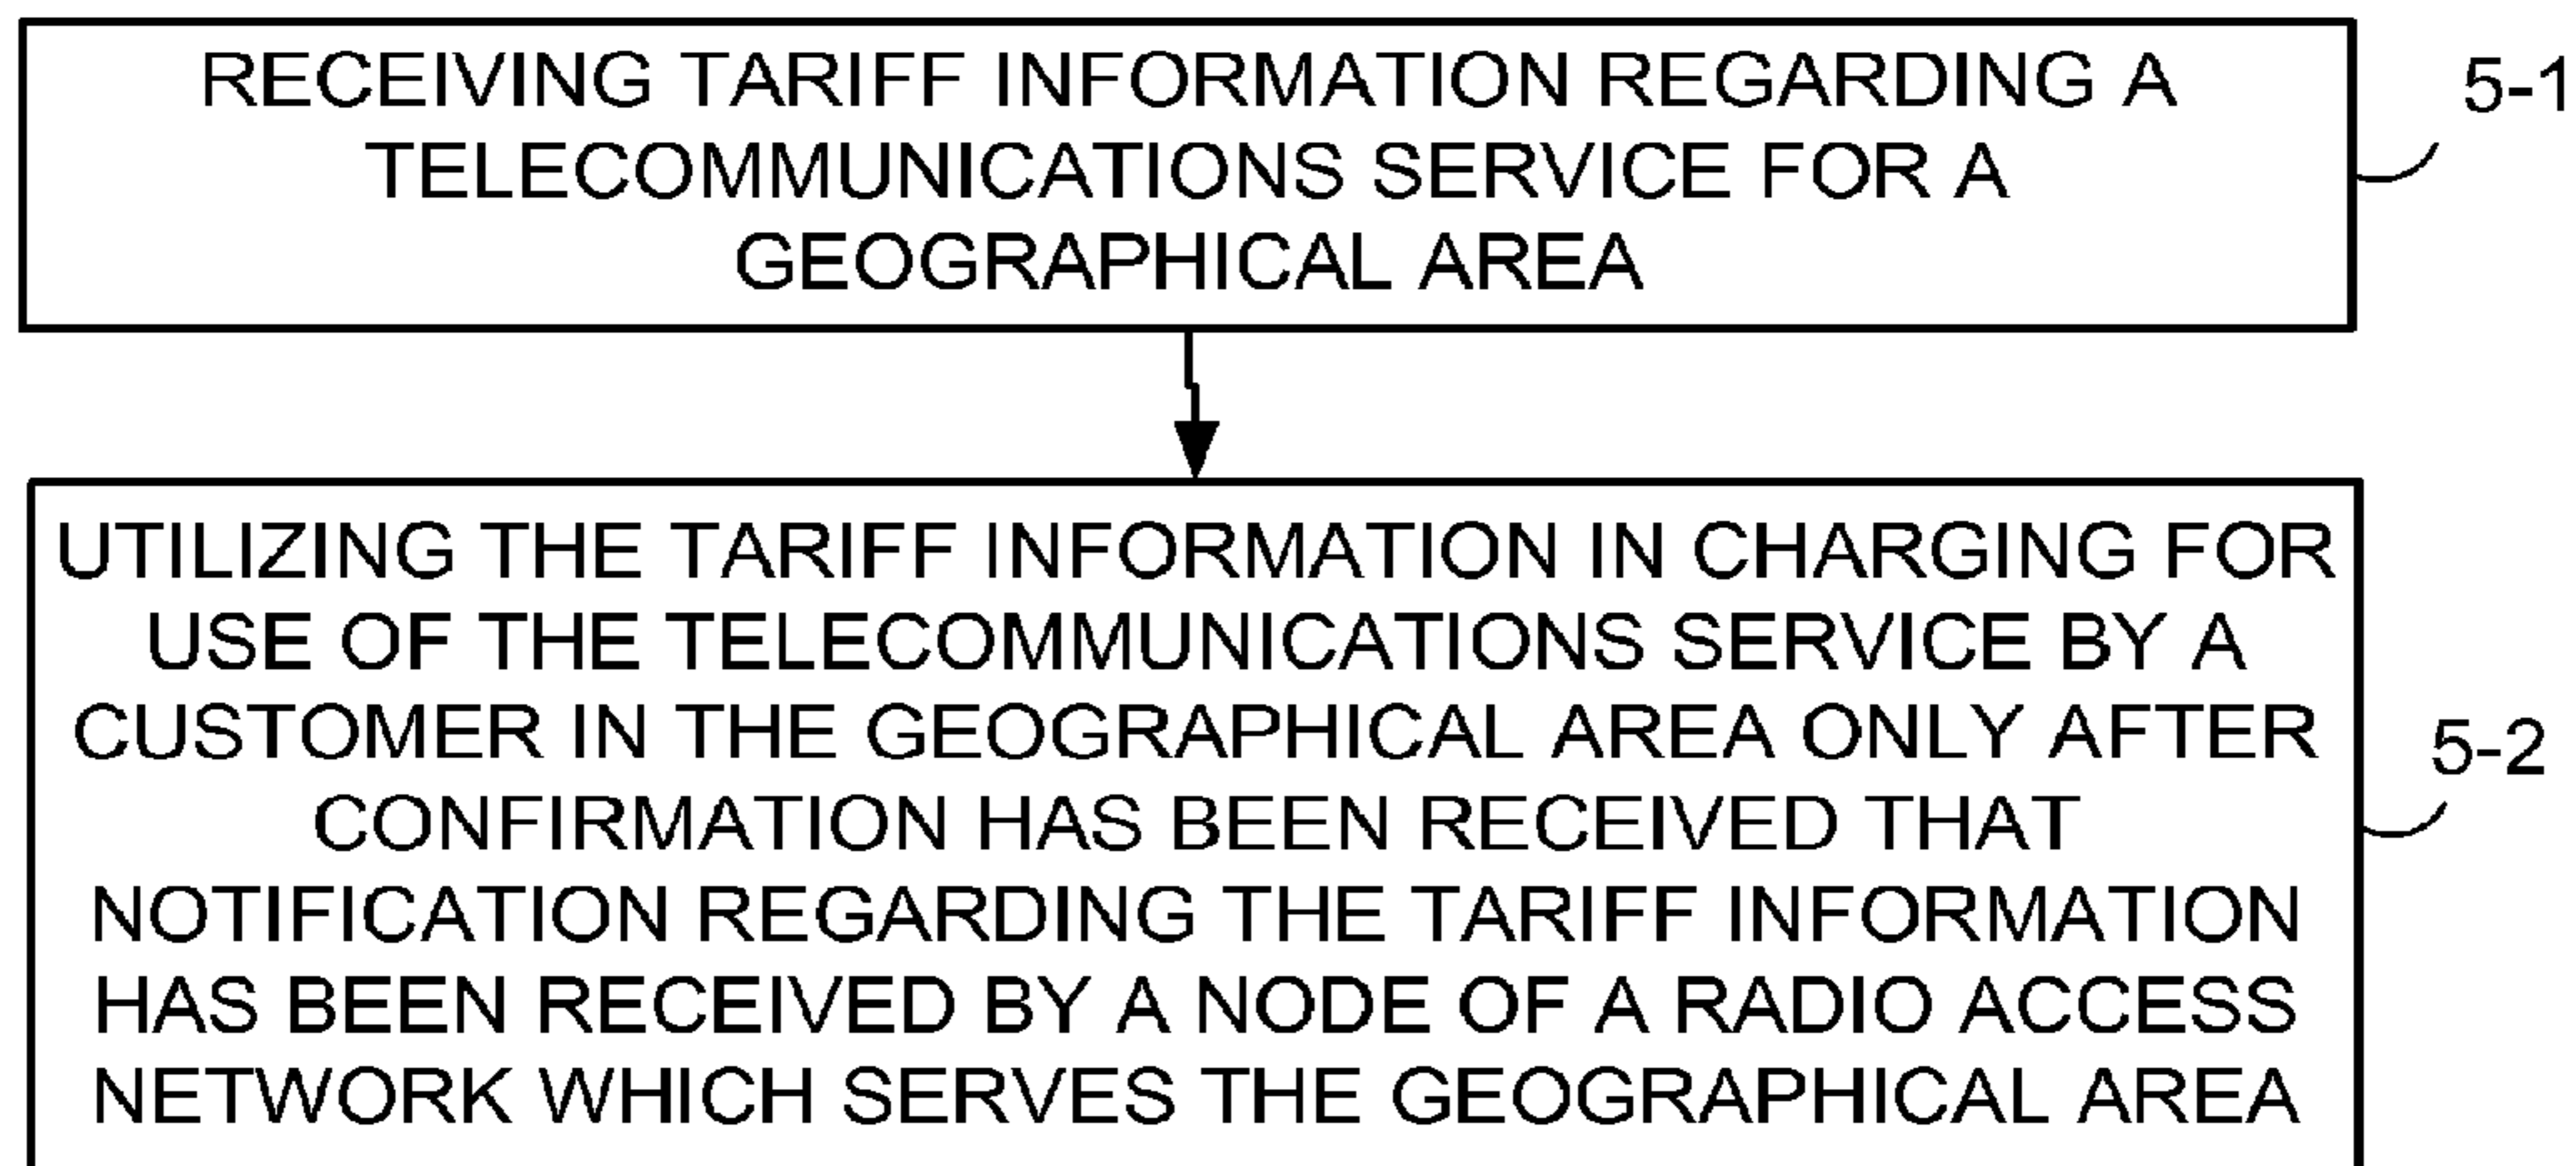 RECEIVING TARIFF INFORMATION REGARDING A
TELECOMMUNICATIONS SERVICE FOR A
GEOGRAPHICAL AREA
5-1
UTILIZING THE TARIFF INFORMATION IN CHARGING FOR
USE OF THE TELECOMMUNICATIONS SERVICE BY A
CUSTOMER IN THE GEOGRAPHICAL AREA ONLY AFTER
CONFIRMATION HAS BEEN RECEIVED THAT
NOTIFICATION REGARDING THE TARIFF INFORMATION
HAS BEEN RECEIVED BY A NODE OF A RADIO ACCESS
NETWORK WHICH SERVES THE GEOGRAPHICAL AREA
5-2